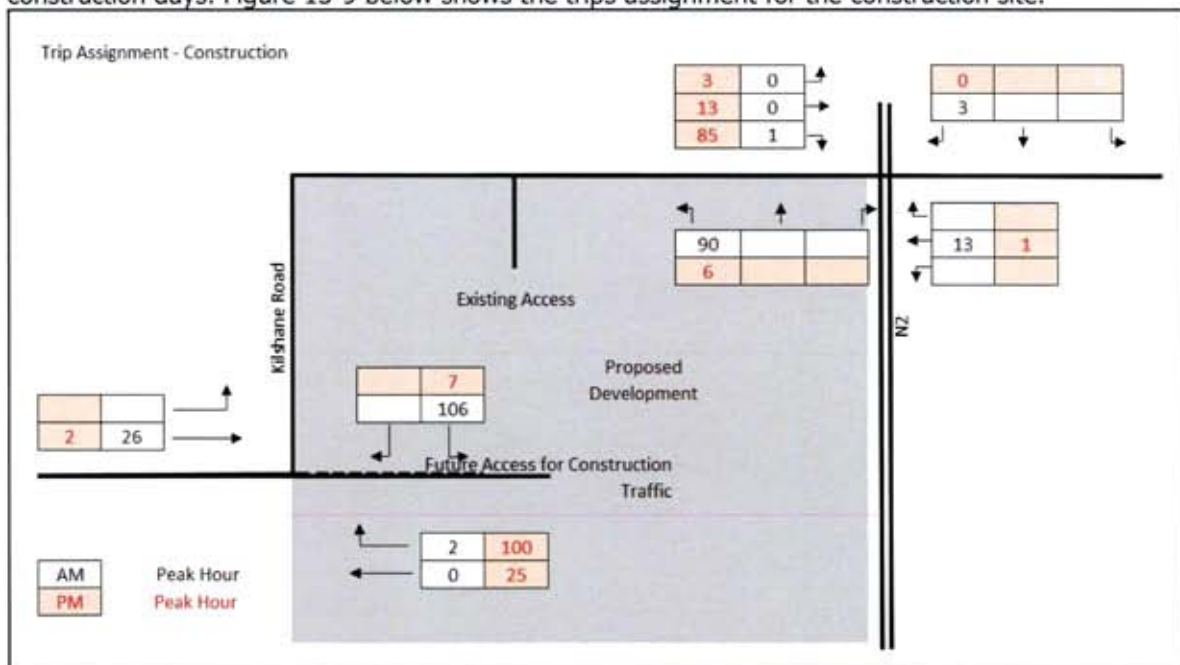 construction days. Figure 15-9 below shows the trips assignment for the construction site.
Trip Assignment - Construction
3 0
13 0
85 1
0
3
90
6
13 1
N2
Kilshane Road
Existing Access
Proposed
Development
7
106
2 26
Future Access for Construction
Traffic
2 100
0 25
AM Peak Hour
PM Peak Hour